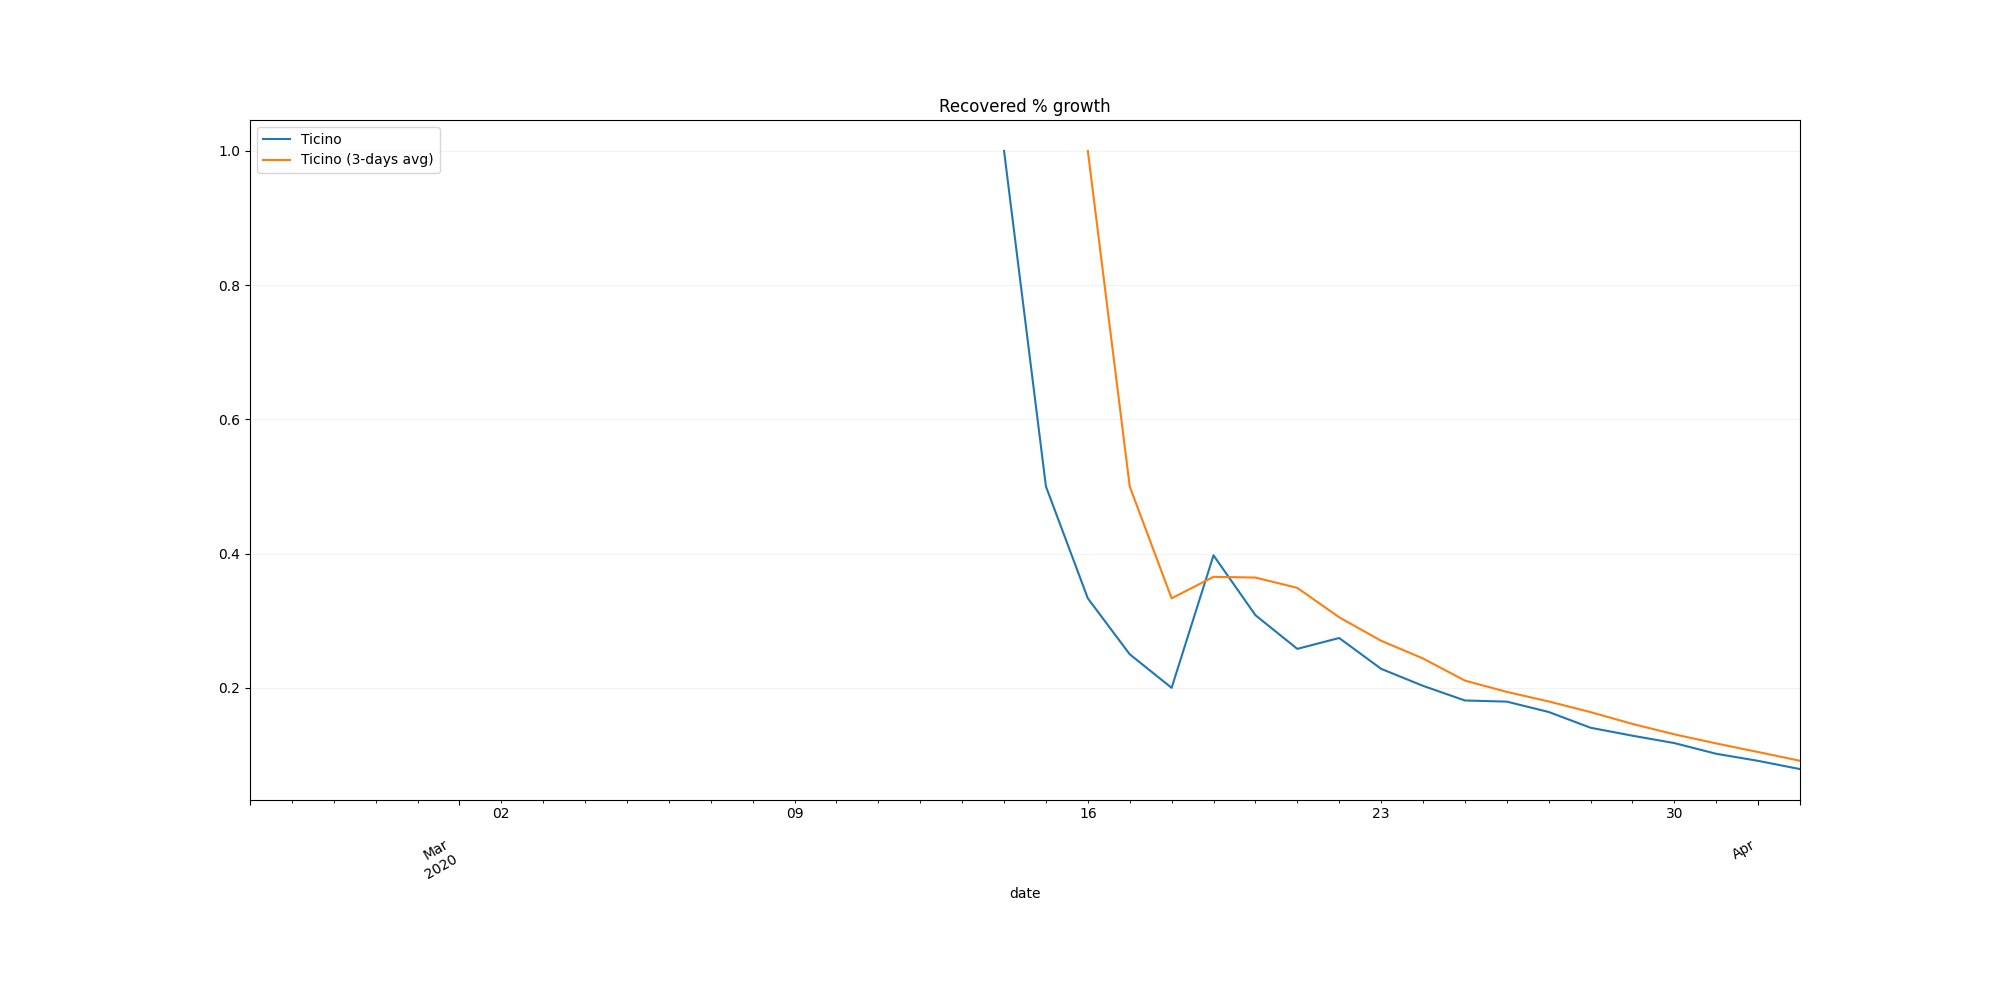 Recovered % growth
Ticino
Ticino (3-days avg)
1.0
0.8
0.6
0.4
0.2
02
09
16
23
30
Mar
2020
Apr
date